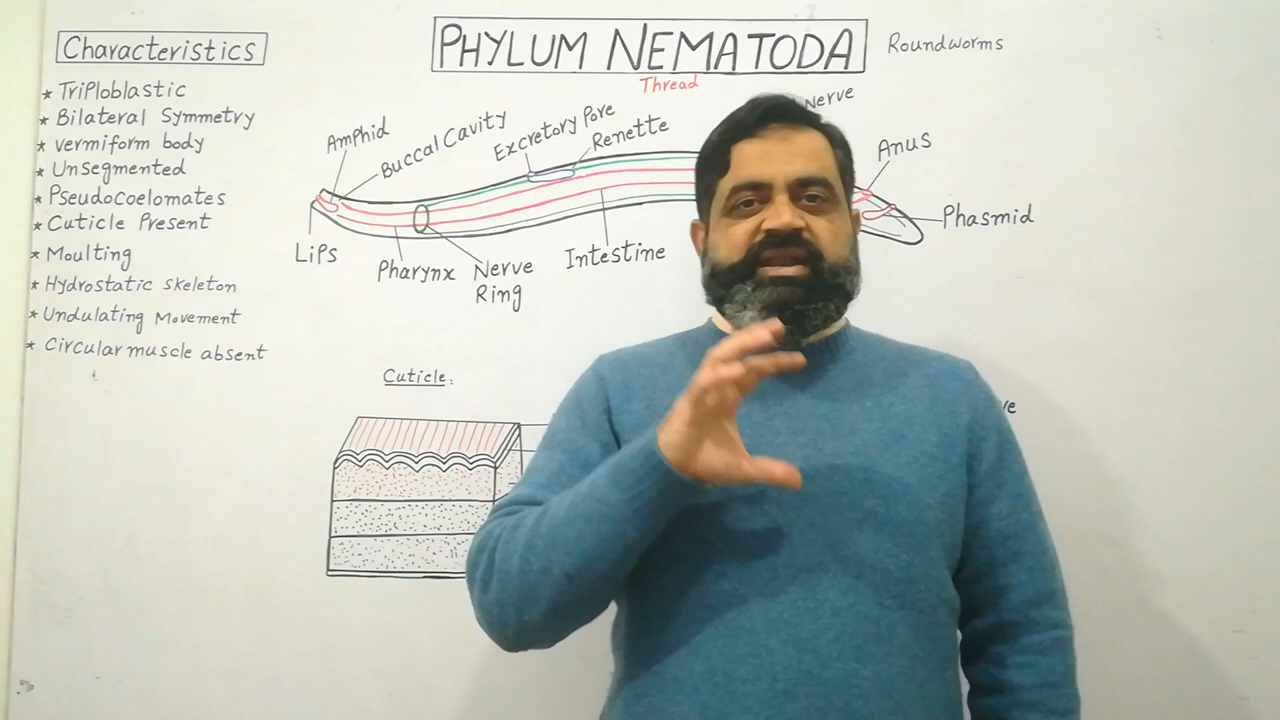 Characteristics
* TriPloblastic
* Bilateral Symmetry
* vermiform body
* Unsegmented
* Pseudocoelomates
* Cuticle Present
* Moulting
* Hydrostatic skeleton
* Undulating Movement
* Circular muscle absent
PHYLUM NEMATODA
Roundworms
Thread
Amphid
Buccal Cavity
Excretory Pore
Renette
Nerve
Anus
Phasmid
Lips
Pharynx
Nerve
Ring
Intestine
Cuticle: